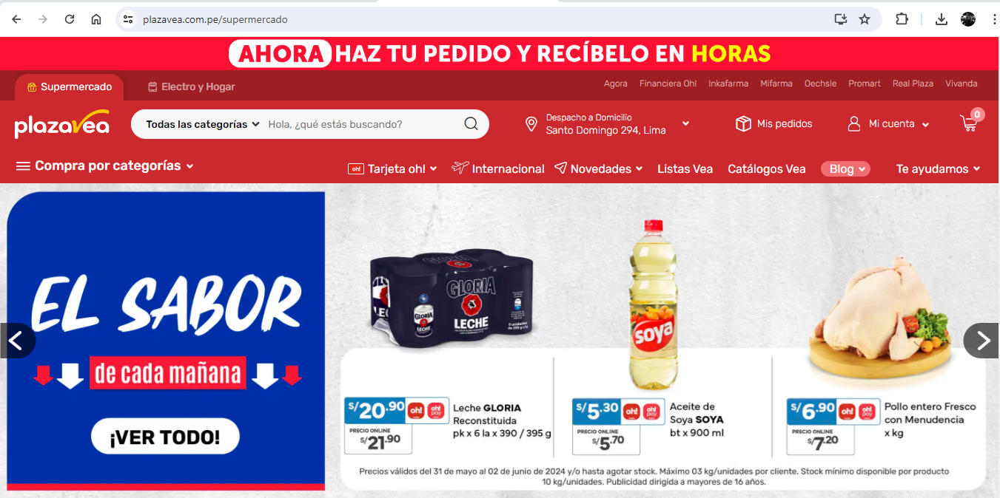 plazavea.com.pe/supermercado
AHORA HAZ TU PEDIDO Y RECÍBELO EN HORAS
Supermercado
Electro y Hogar
Agora Financiera Oh! Inkafarma Mifarma Oechsle Promart Real Plaza Vivanda
plazavea
Todas las categorías
Hola, ¿qué estás buscando?
Despacho a Domicilio
Santo Domingo 294, Lima
Mis pedidos
Mi cuenta
0
Compra por categorías
oh! Tarjeta oh!
Internacional
Novedades
Listas Vea
Catálogos Vea
Blog
Te ayudamos
EL SABOR
de cada mañana
¡VER TODO!
GLORIA
LECHE
GLORIA
LECHE
soya
S/20.90 oh! oh! pay
PRECIO ONLINE
S/21.90
Leche GLORIA
Reconstituida
pk x 6 la x 390 / 395 g
S/5.30 oh! oh! pay
PRECIO ONLINE
S/5.70
Aceite de
Soya SOYA
bt x 900 ml
S/6.90 oh! oh! pay
PRECIO ONLINE
S/7.20
Pollo entero Fresco
con Menudencia
x kg
Precios válidos del 31 de mayo al 02 de junio de 2024 y/o hasta agotar stock. Máximo 03 kg/unidades por cliente. Stock mínimo disponible por producto
10 kg/unidades. Publicidad dirigida a mayores de 16 años.